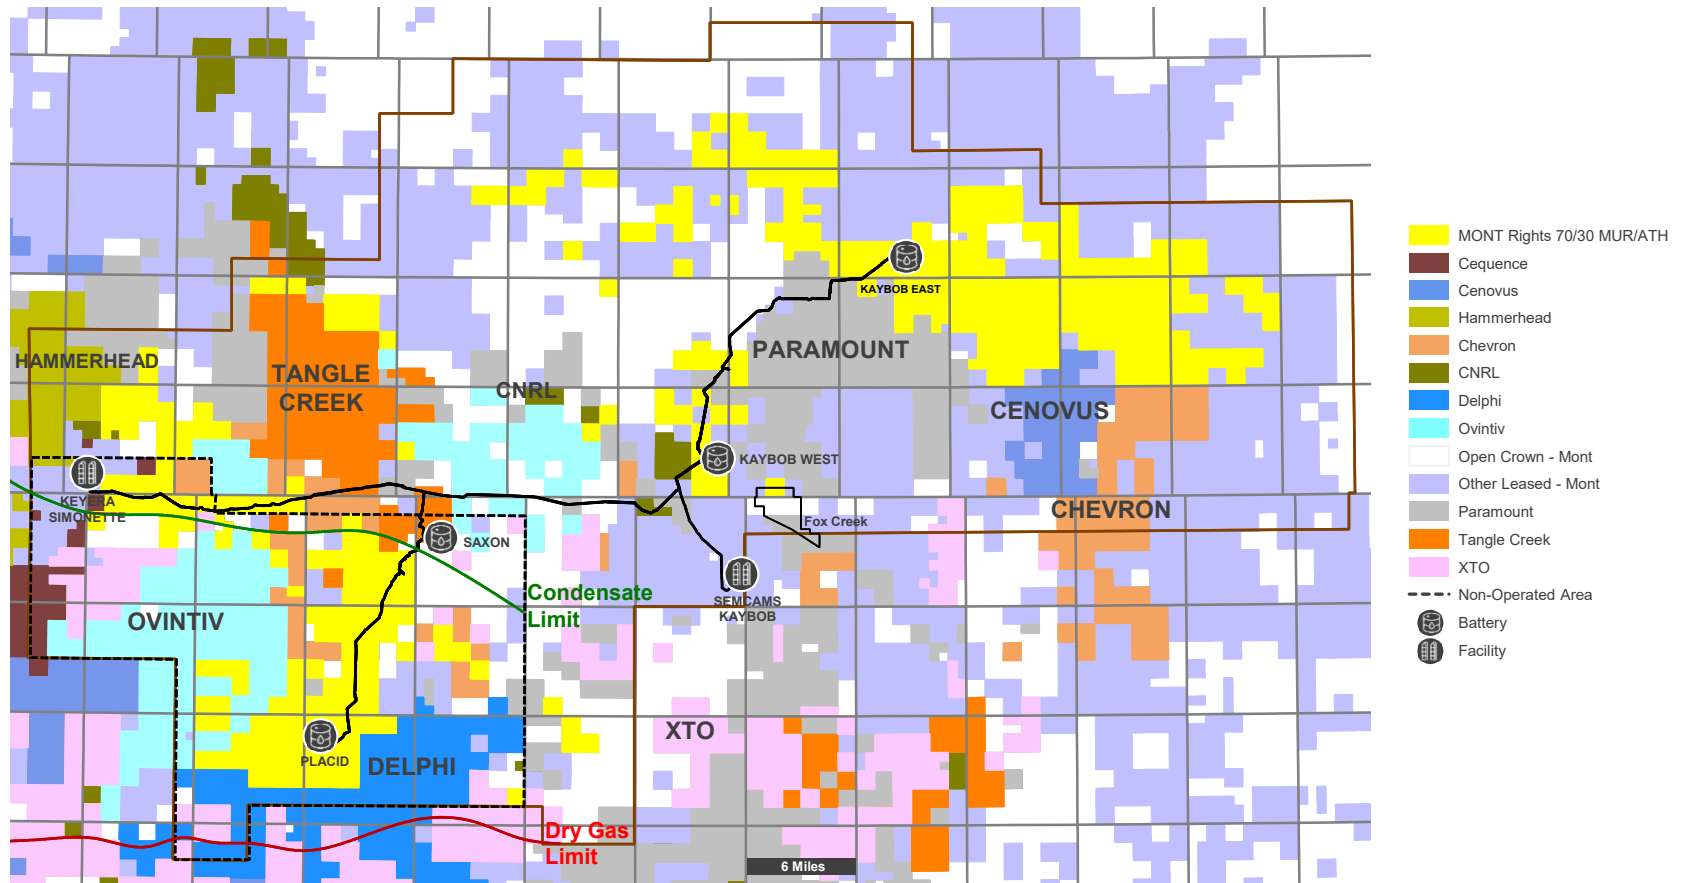 HAMMERHEAD
TANGLE
CREEK
CNRL
PARAMOUNT
KAYBOB EAST
CENOVUS
KAYBOB WEST
KEYERA
SIMONETTE
SAXON
Fox Creek
CHEVRON
Condensate
Limit
SEMCAMS
KAYBOB
OVINTIV
XTO
PLACID
DELPHI
Dry Gas
Limit
6 Miles
MONT Rights 70/30 MUR/ATH
Cequence
Cenovus
Hammerhead
Chevron
CNRL
Delphi
Ovintiv
Open Crown - Mont
Other Leased - Mont
Paramount
Tangle Creek
XTO
Non-Operated Area
Battery
Facility